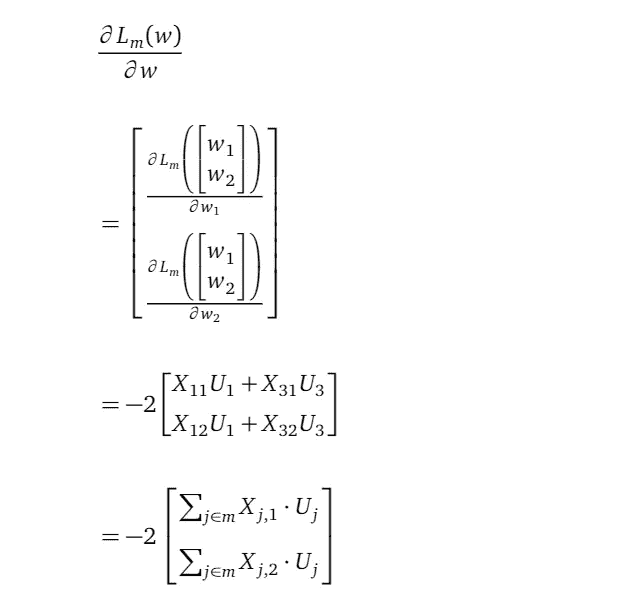 \frac{\partial L_m(w)}{\partial w}
= \begin{bmatrix} \frac{\partial L_m\left(\begin{bmatrix} w_1 \\ w_2 \end{bmatrix}\right)}{\partial w_1} \\ \frac{\partial L_m\left(\begin{bmatrix} w_1 \\ w_2 \end{bmatrix}\right)}{\partial w_2} \end{bmatrix}
= -2 \begin{bmatrix} X_{11}U_1 + X_{31}U_3 \\ X_{12}U_1 + X_{32}U_3 \end{bmatrix}
= -2 \begin{bmatrix} \sum_{j \in m} X_{j,1} \cdot U_j \\ \sum_{j \in m} X_{j,2} \cdot U_j \end{bmatrix}